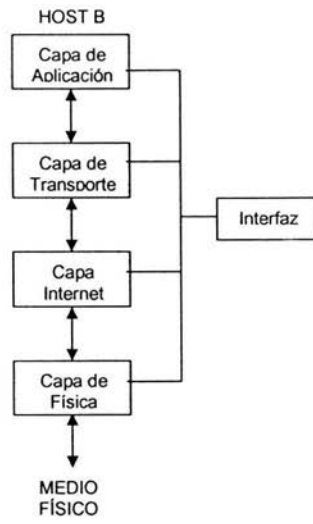 HOST B
Capa de
Aplicación
Capa de
Transporte
Interfaz
Capa
Internet
Capa de
Física
MEDIO
FÍSICO